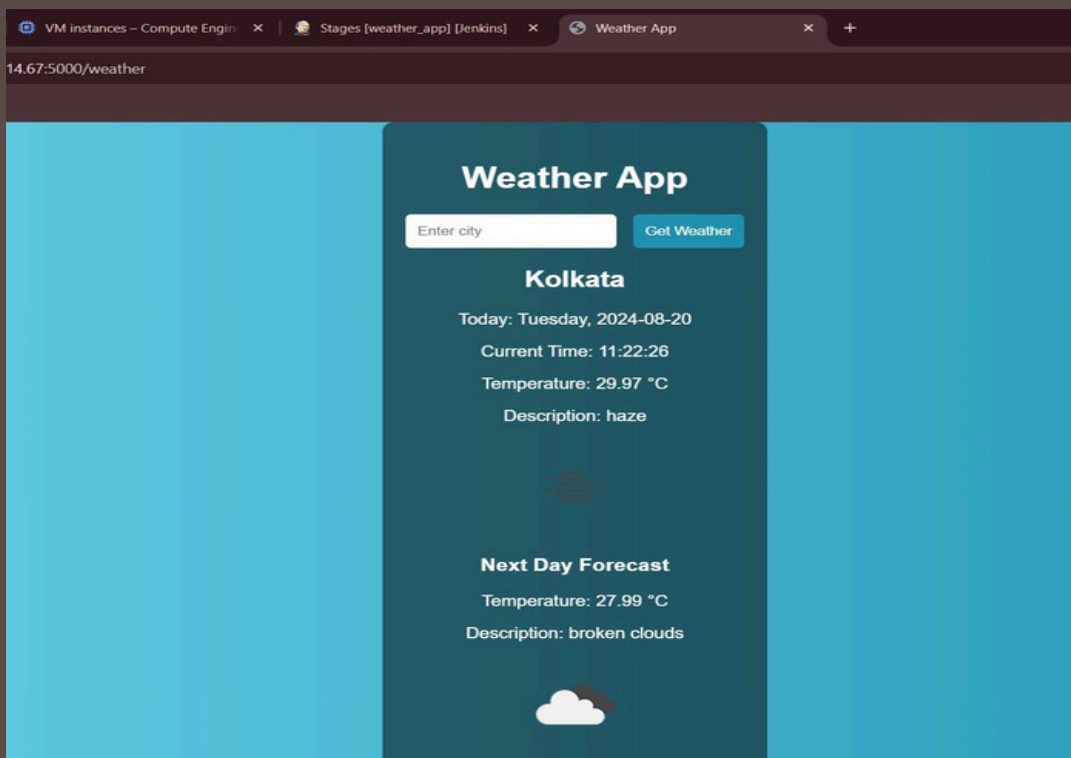 VM instances – Compute Engin
Stages [weather_app] [Jenkins]
Weather App
14.67:5000/weather
Weather App
Enter city
Get Weather
Kolkata
Today: Tuesday, 2024-08-20
Current Time: 11:22:26
Temperature: 29.97 °C
Description: haze
Next Day Forecast
Temperature: 27.99 °C
Description: broken clouds